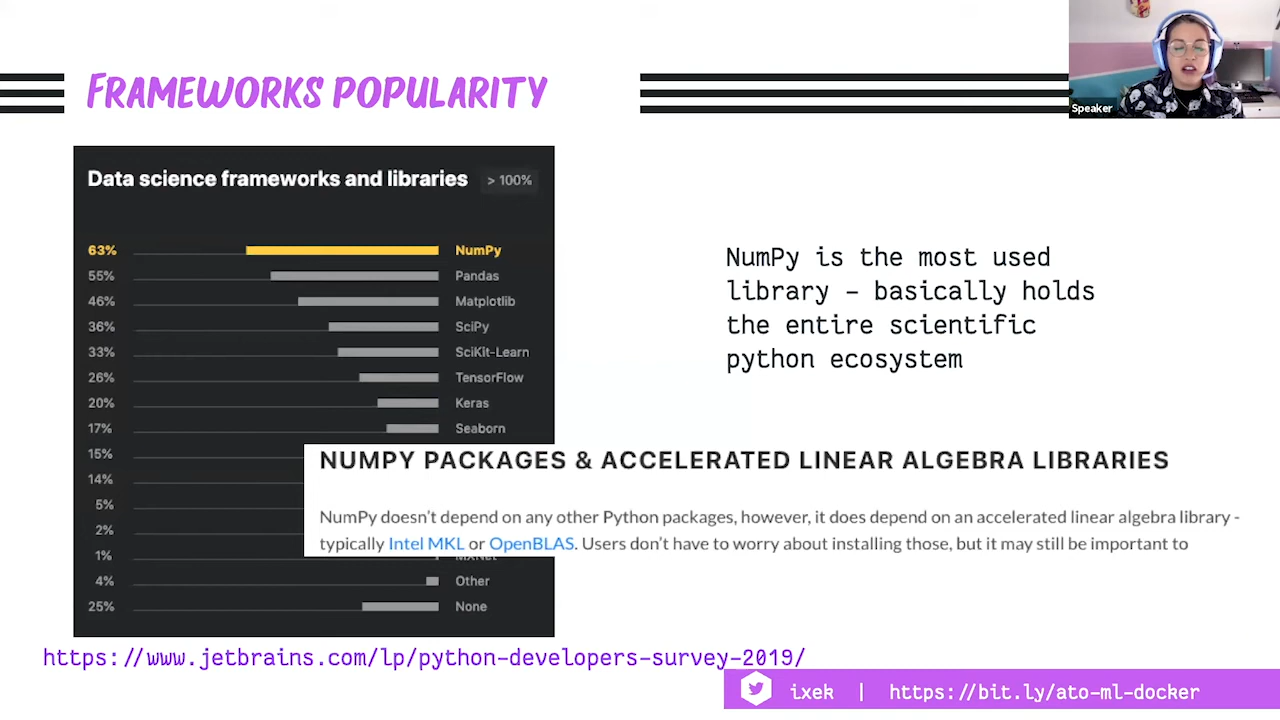 FRAMEWORKS POPULARITY
Speaker
Data science frameworks and libraries > 100%
63% NumPy
55% Pandas
46% Matplotlib
36% SciPy
33% SciKit-Learn
26% TensorFlow
20% Keras
17% Seaborn
15%
14%
5%
2%
1% MXNet
4% Other
25% None
NumPy is the most used
library – basically holds
the entire scientific
python ecosystem
NUMPY PACKAGES & ACCELERATED LINEAR ALGEBRA LIBRARIES
NumPy doesn't depend on any other Python packages, however, it does depend on an accelerated linear algebra library -
typically Intel MKL or OpenBLAS. Users don't have to worry about installing those, but it may still be important to
https://www.jetbrains.com/lp/python-developers-survey-2019/
ixek | https://bit.ly/ato-ml-docker